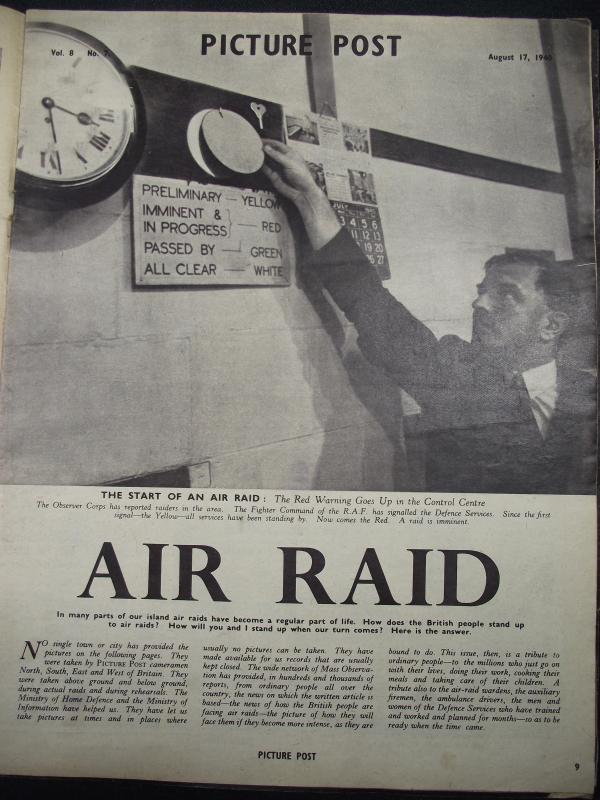 PICTURE POST
Vol. 8 No. 7
August 17, 1940
PRELIMINARY — YELLOW
IMMINENT &
IN PROGRESS — RED
PASSED BY — GREEN
ALL CLEAR — WHITE
JULY
3 4 5 6
11 12 13
19 20
26 27
THE START OF AN AIR RAID: The Red Warning Goes Up in the Control Centre
The Observer Corps has reported raiders in the area. The Fighter Command of the R.A.F. has signalled the Defence Services. Since the first
signal—the Yellow—all services have been standing by. Now comes the Red. A raid is imminent.
AIR RAID
In many parts of our island air raids have become a regular part of life. How does the British people stand up
to air raids? How will you and I stand up when our turn comes? Here is the answer.
NO single town or city has provided the
pictures on the following pages. They
were taken by PICTURE POST cameramen
North, South, East and West of Britain. They
were taken above ground and below ground,
during actual raids and during rehearsals. The
Ministry of Home Defence and the Ministry of
Information have helped us. They have let us
take pictures at times and in places where
usually no pictures can be taken. They have
made available for us records that are usually
kept closed. The wide network of Mass Observa-
tion has provided, in hundreds and thousands of
reports, from ordinary people all over the
country, the news on which the written article is
based—the news of how the British people are
facing air raids—the picture of how they will
face them if they become more intense, as they are
bound to do. This issue, then, is a tribute to
ordinary people—to the millions who just go on
with their lives, doing their work, cooking their
meals and taking care of their children. A
tribute also to the air-raid wardens, the auxiliary
firemen, the ambulance drivers, the men and
women of the Defence Services who have trained
and worked and planned for months—so as to be
ready when the time came.
PICTURE POST
9